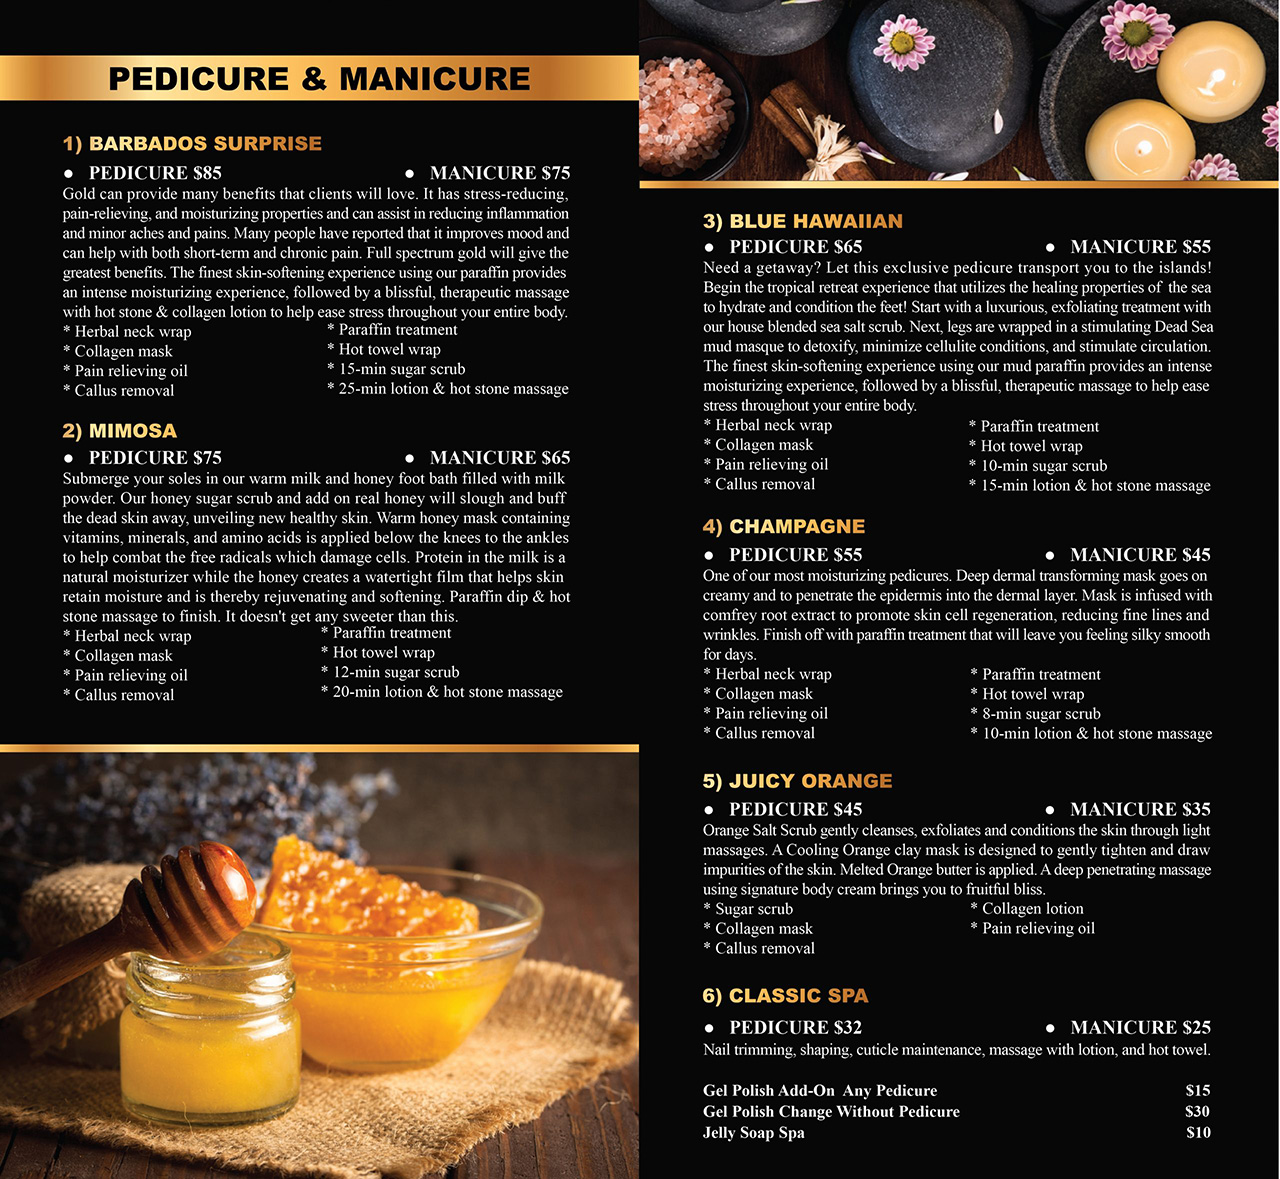 PEDICURE & MANICURE
1) BARBADOS SURPRISE
● PEDICURE $85 ● MANICURE $75
Gold can provide many benefits that clients will love. It has stress-reducing,
pain-relieving, and moisturizing properties and can assist in reducing inflammation
and minor aches and pains. Many people have reported that it improves mood and
can help with both short-term and chronic pain. Full spectrum gold will give the
greatest benefits. The finest skin-softening experience using our paraffin provides
an intense moisturizing experience, followed by a blissful, therapeutic massage
with hot stone & collagen lotion to help ease stress throughout your entire body.
* Herbal neck wrap * Paraffin treatment
* Collagen mask * Hot towel wrap
* Pain relieving oil * 15-min sugar scrub
* Callus removal * 25-min lotion & hot stone massage
2) MIMOSA
● PEDICURE $75 ● MANICURE $65
Submerge your soles in our warm milk and honey foot bath filled with milk
powder. Our honey sugar scrub and add on real honey will slough and buff
the dead skin away, unveiling new healthy skin. Warm honey mask containing
vitamins, minerals, and amino acids is applied below the knees to the ankles
to help combat the free radicals which damage cells. Protein in the milk is a
natural moisturizer while the honey creates a watertight film that helps skin
retain moisture and is thereby rejuvenating and softening. Paraffin dip & hot
stone massage to finish. It doesn't get any sweeter than this.
* Herbal neck wrap * Paraffin treatment
* Collagen mask * Hot towel wrap
* Pain relieving oil * 12-min sugar scrub
* Callus removal * 20-min lotion & hot stone massage
3) BLUE HAWAIIAN
● PEDICURE $65 ● MANICURE $55
Need a getaway? Let this exclusive pedicure transport you to the islands!
Begin the tropical retreat experience that utilizes the healing properties of the sea
to hydrate and condition the feet! Start with a luxurious, exfoliating treatment with
our house blended sea salt scrub. Next, legs are wrapped in a stimulating Dead Sea
mud masque to detoxify, minimize cellulite conditions, and stimulate circulation.
The finest skin-softening experience using our mud paraffin provides an intense
moisturizing experience, followed by a blissful, therapeutic massage to help ease
stress throughout your entire body.
* Herbal neck wrap * Paraffin treatment
* Collagen mask * Hot towel wrap
* Pain relieving oil * 10-min sugar scrub
* Callus removal * 15-min lotion & hot stone massage
4) CHAMPAGNE
● PEDICURE $55 ● MANICURE $45
One of our most moisturizing pedicures. Deep dermal transforming mask goes on
creamy and to penetrate the epidermis into the dermal layer. Mask is infused with
comfrey root extract to promote skin cell regeneration, reducing fine lines and
wrinkles. Finish off with paraffin treatment that will leave you feeling silky smooth
for days.
* Herbal neck wrap * Paraffin treatment
* Collagen mask * Hot towel wrap
* Pain relieving oil * 8-min sugar scrub
* Callus removal * 10-min lotion & hot stone massage
5) JUICY ORANGE
● PEDICURE $45 ● MANICURE $35
Orange Salt Scrub gently cleanses, exfoliates and conditions the skin through light
massages. A Cooling Orange clay mask is designed to gently tighten and draw
impurities of the skin. Melted Orange butter is applied. A deep penetrating massage
using signature body cream brings you to fruitful bliss.
* Sugar scrub * Collagen lotion
* Collagen mask * Pain relieving oil
* Callus removal
6) CLASSIC SPA
● PEDICURE $32 ● MANICURE $25
Nail trimming, shaping, cuticle maintenance, massage with lotion, and hot towel.
Gel Polish Add-On Any Pedicure $15
Gel Polish Change Without Pedicure $30
Jelly Soap Spa $10